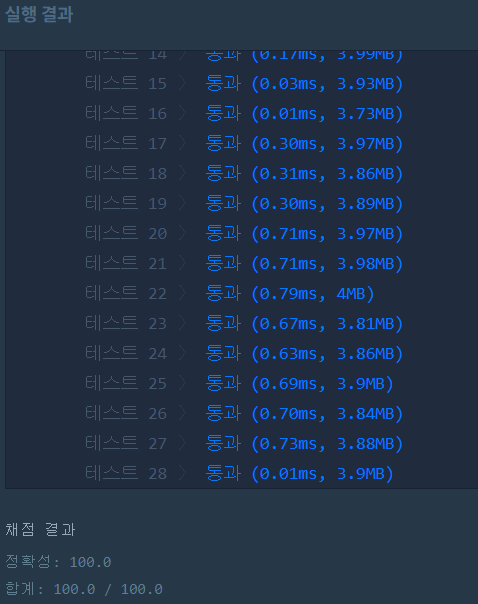 실행 결과
테스트 14 〉 통과 (0.17ms, 3.99MB)
테스트 15 〉 통과 (0.03ms, 3.93MB)
테스트 16 〉 통과 (0.01ms, 3.73MB)
테스트 17 〉 통과 (0.30ms, 3.97MB)
테스트 18 〉 통과 (0.31ms, 3.86MB)
테스트 19 〉 통과 (0.30ms, 3.89MB)
테스트 20 〉 통과 (0.71ms, 3.97MB)
테스트 21 〉 통과 (0.71ms, 3.98MB)
테스트 22 〉 통과 (0.79ms, 4MB)
테스트 23 〉 통과 (0.67ms, 3.81MB)
테스트 24 〉 통과 (0.63ms, 3.86MB)
테스트 25 〉 통과 (0.69ms, 3.9MB)
테스트 26 〉 통과 (0.70ms, 3.84MB)
테스트 27 〉 통과 (0.73ms, 3.88MB)
테스트 28 〉 통과 (0.01ms, 3.9MB)
채점 결과
정확성: 100.0
합계: 100.0 / 100.0